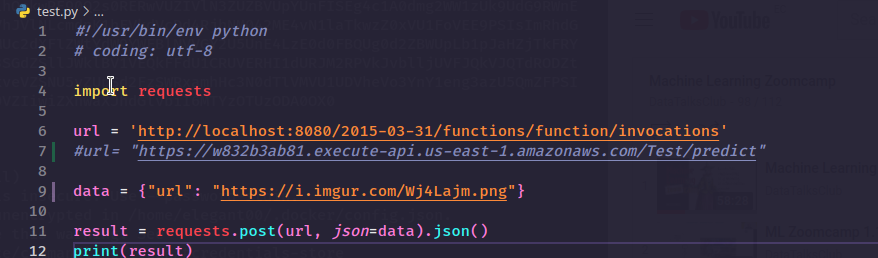 test.py > ...
1 #!/usr/bin/env python
2 # coding: utf-8
3
4 import requests
5
6 url = 'http://localhost:8080/2015-03-31/functions/function/invocations'
7 #url= "https://w832b3ab81.execute-api.us-east-1.amazonaws.com/Test/predict"
8
9 data = {"url": "https://i.imgur.com/Wj4Lajm.png"}
10
11 result = requests.post(url, json=data).json()
12 print(result)
YouTube
Machine Learning Zoomcamp
Machine Learning
ML Zoomcamp